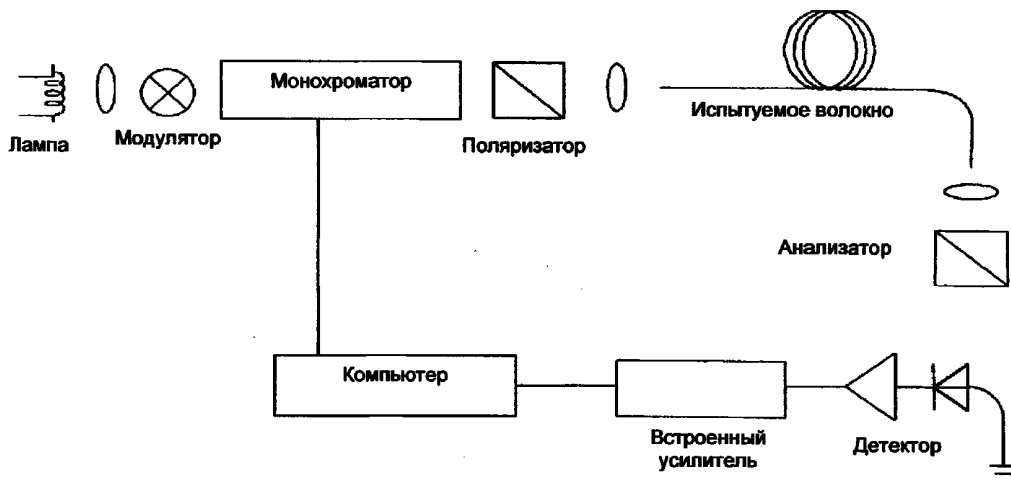 Монохроматор
Лампа
Модулятор
Поляризатор
Испытуемое волокно
Анализатор
Компьютер
Встроенный
усилитель
Детектор